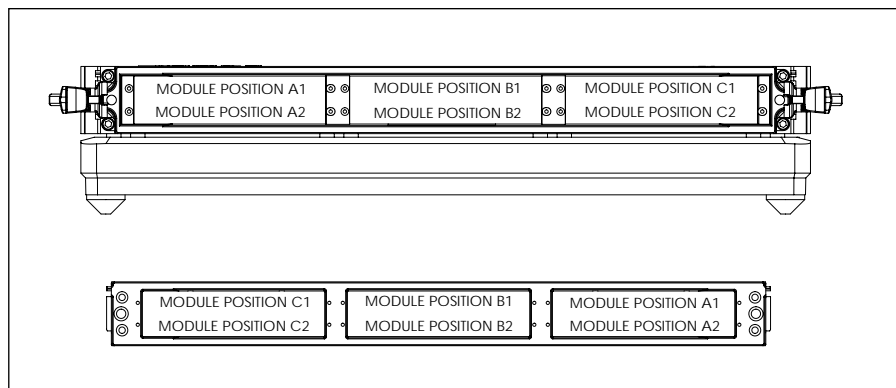 MODULE POSITION A1
MODULE POSITION A2
MODULE POSITION B1
MODULE POSITION B2
MODULE POSITION C1
MODULE POSITION C2
MODULE POSITION C1
MODULE POSITION C2
MODULE POSITION B1
MODULE POSITION B2
MODULE POSITION A1
MODULE POSITION A2